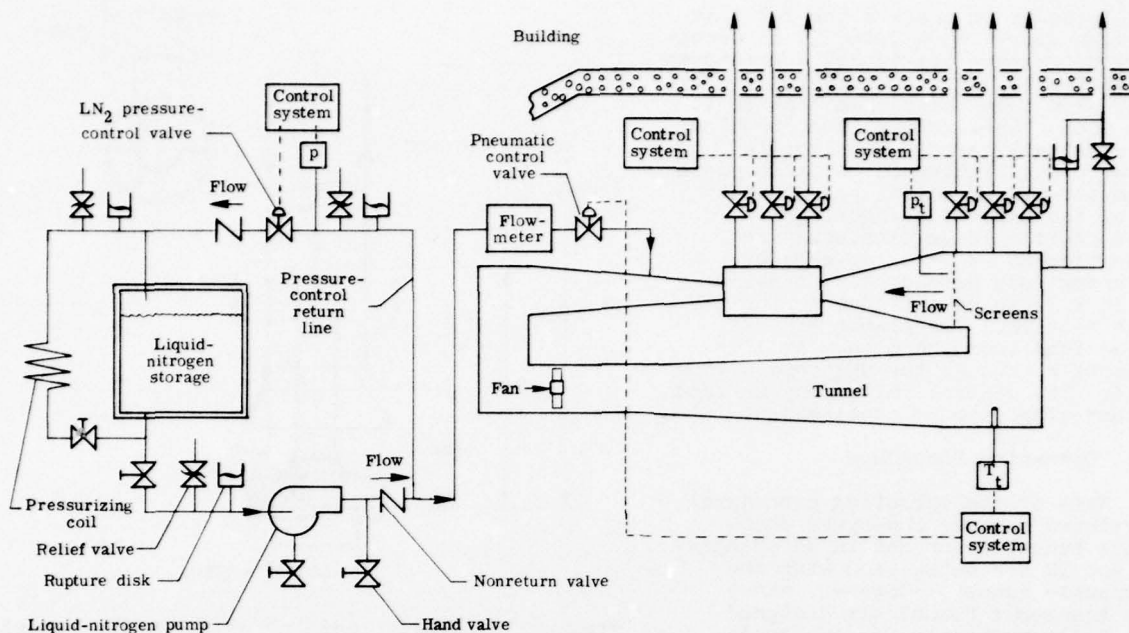 Building
LN2 pressure-
control valve
Control
system
p
Pneumatic
control
valve
Control
system
Control
system
Flow
Flow-
meter
pt
Pressure-
control
return
line
Flow
Screens
Liquid-
nitrogen
storage
Fan
Tunnel
Flow
Tt
Pressurizing
coil
Control
system
Relief valve
Rupture disk
Nonreturn valve
Liquid-nitrogen pump
Hand valve